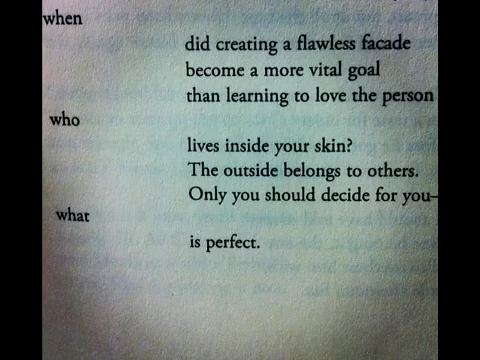 when
did creating a flawless facade
become a more vital goal
than learning to love the person
who
lives inside your skin?
The outside belongs to others.
Only you should decide for you—
what
is perfect.